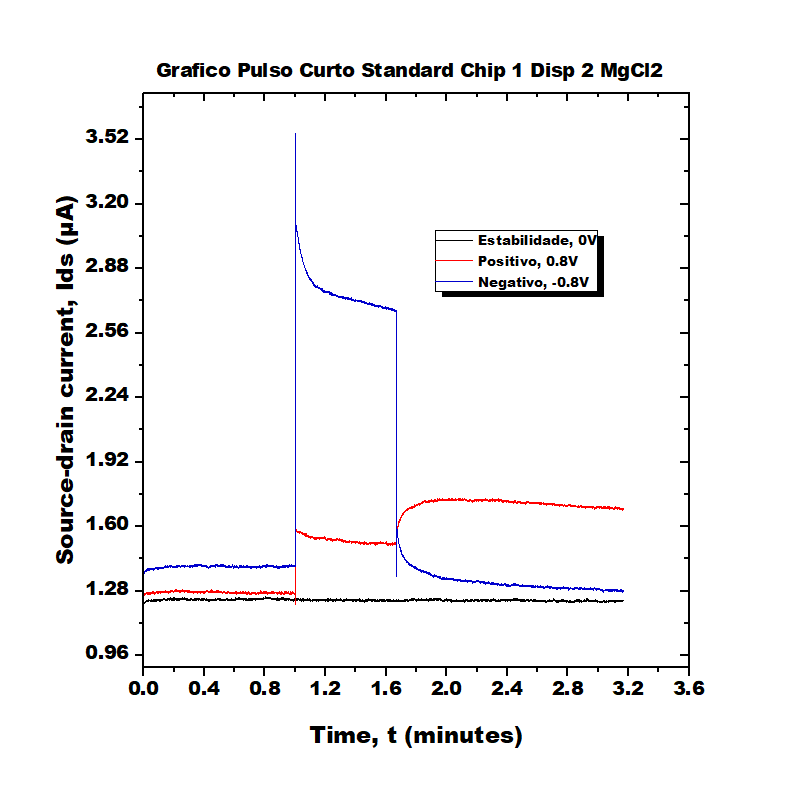 Grafico Pulso Curto Standard Chip 1 Disp 2 MgCl2
3.52
3.20
2.88
2.56
2.24
1.92
1.60
1.28
0.96
Source-drain current, Ids (µA)
Estabilidade, 0V
Positivo, 0.8V
Negativo, -0.8V
0.0 0.4 0.8 1.2 1.6 2.0 2.4 2.8 3.2 3.6
Time, t (minutes)